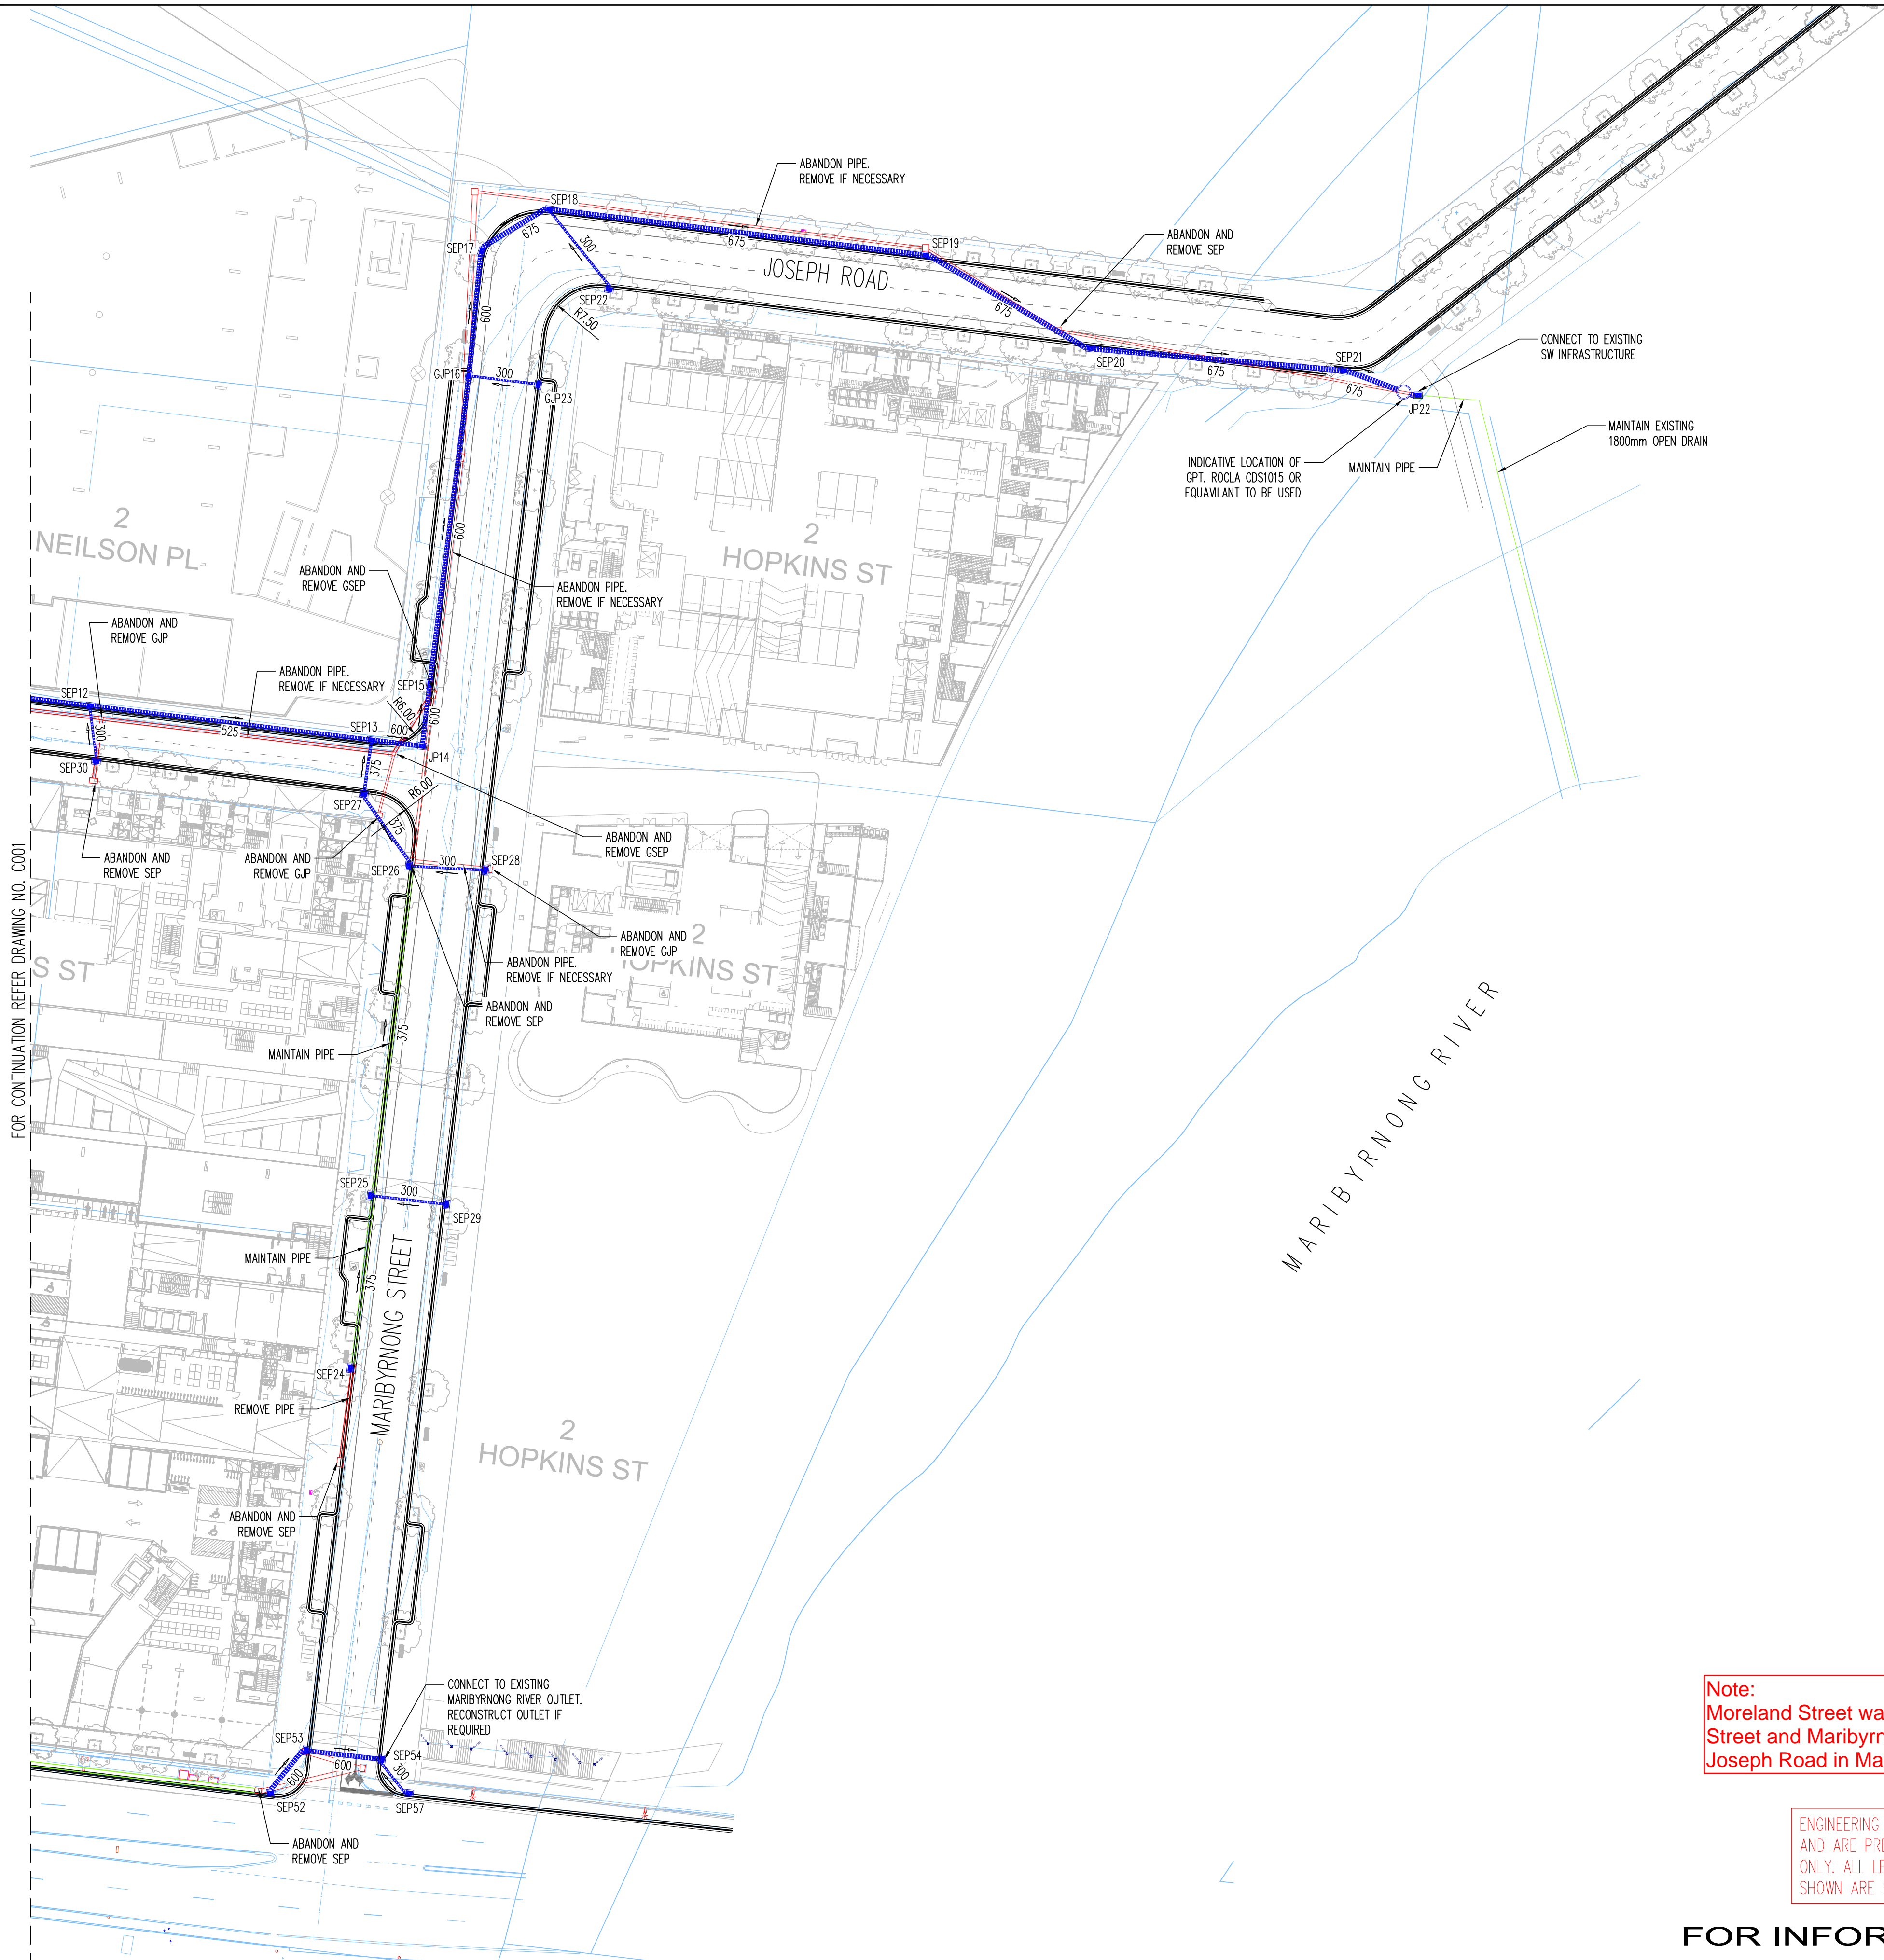 ABANDON PIPE.
REMOVE IF NECESSARY
SEP18
SEP17
675
300
675
SEP19
ABANDON AND
REMOVE SEP
JOSEPH ROAD
SEP22
R7.50
600
675
SEP20
SEP21
675
675
CONNECT TO EXISTING
SW INFRASTRUCTURE
GJP16
300
GJP23
JP22
MAINTAIN EXISTING
1800mm OPEN DRAIN
INDICATIVE LOCATION OF
GPT. ROCLA CDS1015 OR
EQUAVILANT TO BE USED
MAINTAIN PIPE
2
NEILSON PL
600
2
HOPKINS ST
ABANDON AND
REMOVE GSEP
ABANDON PIPE.
REMOVE IF NECESSARY
ABANDON AND
REMOVE GJP
ABANDON PIPE.
REMOVE IF NECESSARY
SEP12
SEP15
R6.00
600
300
525
SEP13
600
JP14
SEP30
375
SEP27
R6.00
375
ABANDON AND
REMOVE SEP
ABANDON AND
REMOVE GJP
ABANDON AND
REMOVE GSEP
SEP26
300
SEP28
FOR CONTINUATION REFER DRAWING NO. C001
S ST
ABANDON AND
REMOVE GJP
2
HOPKINS ST
ABANDON PIPE.
REMOVE IF NECESSARY
ABANDON AND
REMOVE SEP
375
MAINTAIN PIPE
MARIBYRNONG RIVER
SEP25
300
SEP29
MAINTAIN PIPE
375
MARIBYRNONG STREET
SEP24
REMOVE PIPE
2
HOPKINS ST
ABANDON AND
REMOVE SEP
CONNECT TO EXISTING
MARIBYRNONG RIVER OUTLET.
RECONSTRUCT OUTLET IF
REQUIRED
SEP53
600
SEP54
600
300
SEP52
SEP57
ABANDON AND
REMOVE SEP
Note:
Moreland Street wa
Street and Maribyrn
Joseph Road in Ma
ENGINEERING
AND ARE PRE
ONLY. ALL LE
SHOWN ARE
FOR INFOR